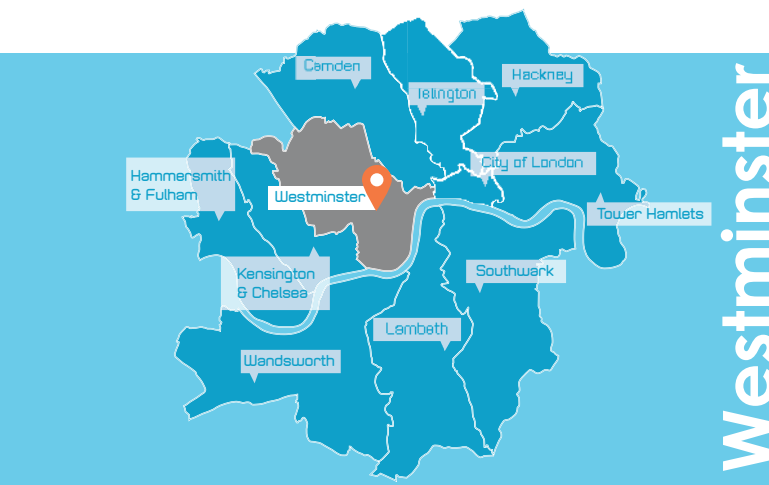 Camden
Islington
Hackney
City of London
Hammersmith
& Fulham
Westminster
Tower Hamlets
Kensington
& Chelsea
Southwark
Lambeth
Wandsworth
Westminster